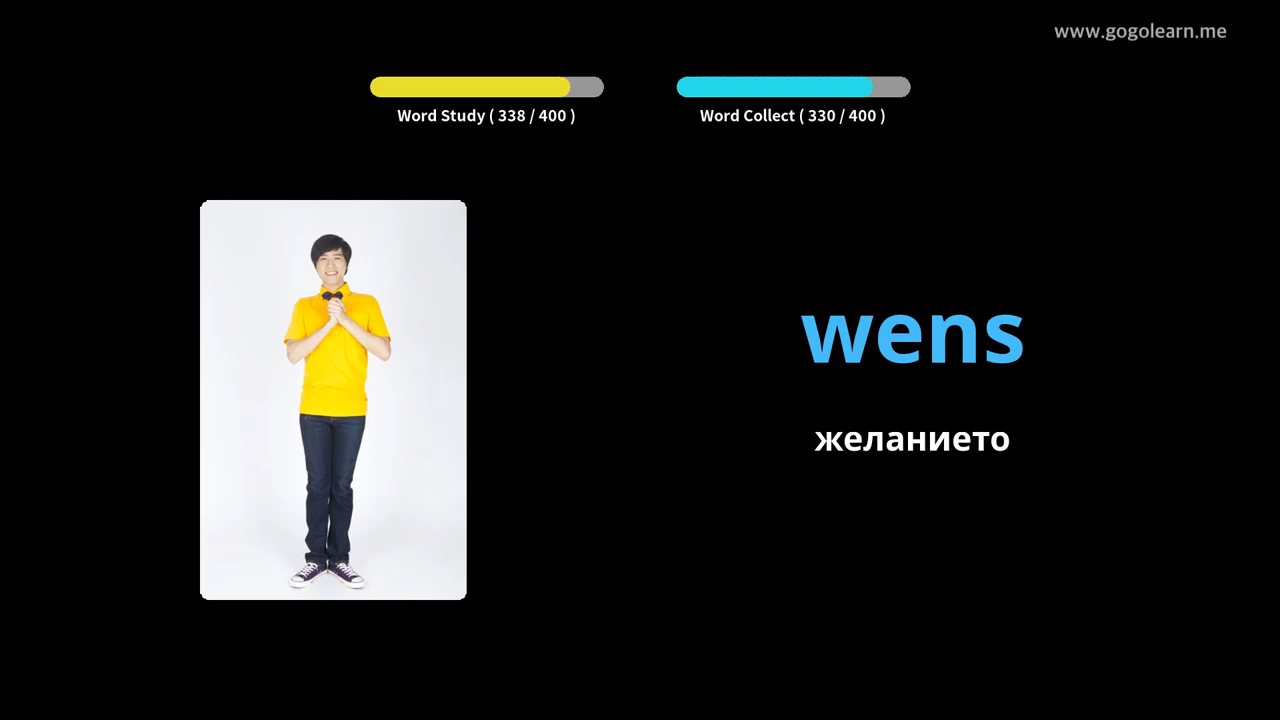 www.gogolearn.me
Word Study ( 338 / 400 )
Word Collect ( 330 / 400 )
wens
желанието